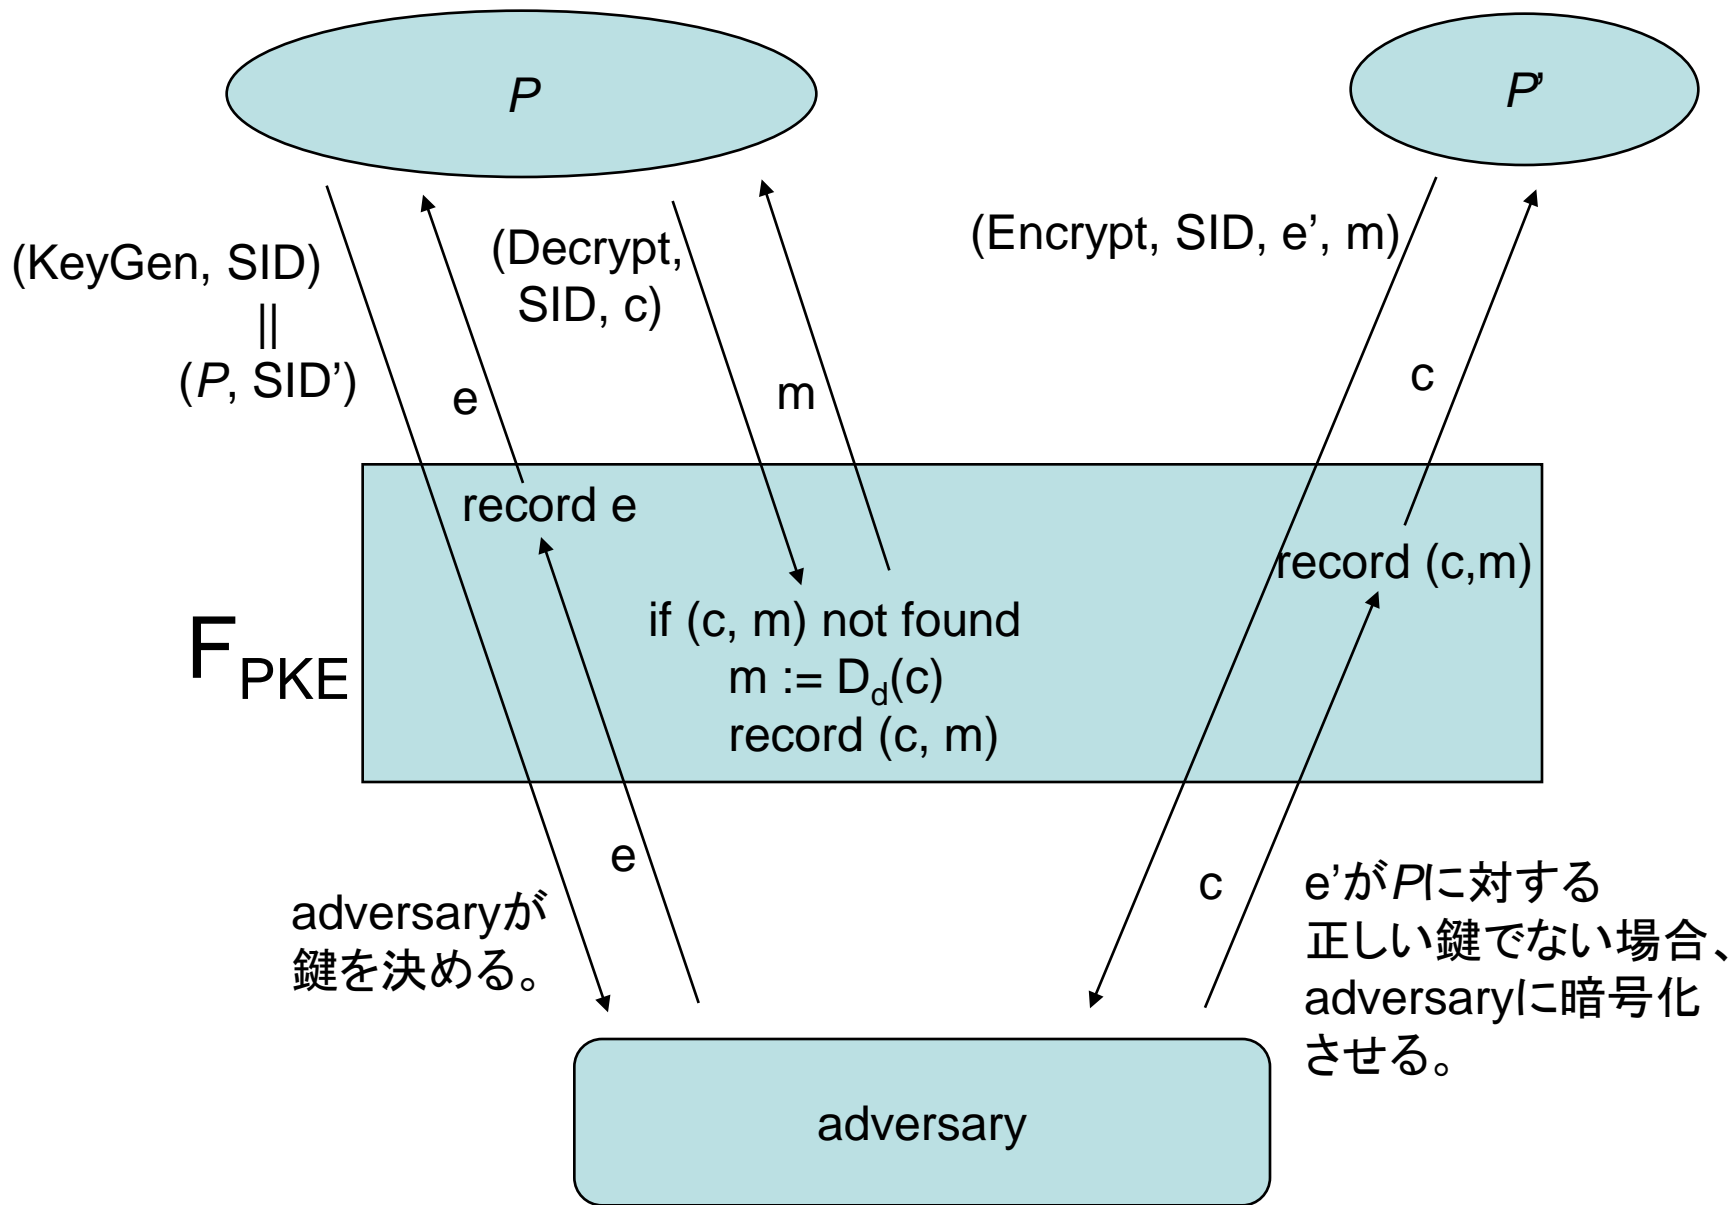 P
P'
(KeyGen, SID)
||
(P, SID')
e
(Decrypt,
SID, c)
m
(Encrypt, SID, e', m)
c
F PKE
record e
if (c, m) not found
m := Dd(c)
record (c, m)
record (c,m)
adversaryが
鍵を決める。
e
c
e'がPに対する
正しい鍵でない場合、
adversaryに暗号化
させる。
adversary